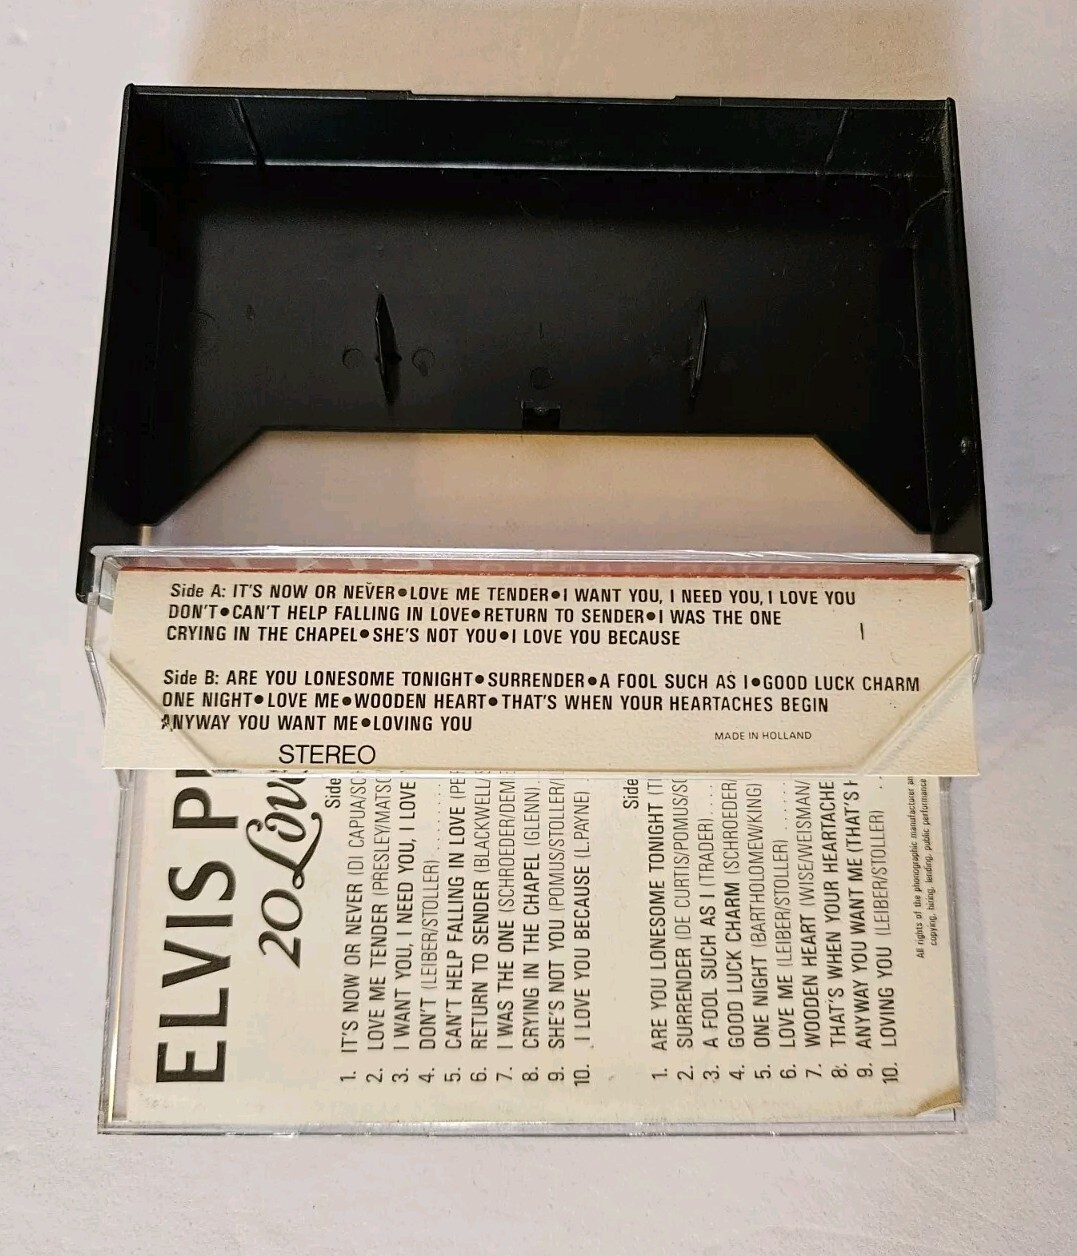 Side A: IT'S NOW OR NEVER•LOVE ME TENDER•I WANT YOU, I NEED YOU, I LOVE YOU
DON'T•CAN'T HELP FALLING IN LOVE•RETURN TO SENDER•I WAS THE ONE
CRYING IN THE CHAPEL•SHE'S NOT YOU•I LOVE YOU BECAUSE
Side B: ARE YOU LONESOME TONIGHT•SURRENDER•A FOOL SUCH AS I•GOOD LUCK CHARM
ONE NIGHT•LOVE ME•WOODEN HEART•THAT'S WHEN YOUR HEARTACHES BEGIN
ANYWAY YOU WANT ME•LOVING YOU
MADE IN HOLLAND
STEREO
ELVIS
20 Love
Side
1. IT'S NOW OR NEVER (DI CAPUA/
2. LOVE ME TENDER (PRESLEY/MATSO
3. I WANT YOU, I NEED YOU, I LOVE
4. DON'T (LEIBER/STOLLER)
5. CAN'T HELP FALLING IN LOVE (PE
6. RETURN TO SENDER (BLACKWELL/
7. I WAS THE ONE (SCHROEDER/DEM
8. CRYING IN THE CHAPEL (GLENN)
9. SHE'S NOT YOU (POMUS/STOLLER/
10. I LOVE YOU BECAUSE (L.PAYNE)
Side
1. ARE YOU LONESOME TONIGHT (T
2. SURRENDER (DE CURTIS/POMUS/
3. A FOOL SUCH AS I (TRADER)
4. GOOD LUCK CHARM (SCHROEDER/
5. ONE NIGHT (BARTHOLOMEW/KING)
6. LOVE ME (LEIBER/STOLLER)
7. WOODEN HEART (WISE/WEISMAN/
8. THAT'S WHEN YOUR HEARTACHE
9. ANYWAY YOU WANT ME (THAT'S
10. LOVING YOU (LEIBER/STOLLER)
All rights of the phonographic manufacturer
copying, hiring, lending, public performance